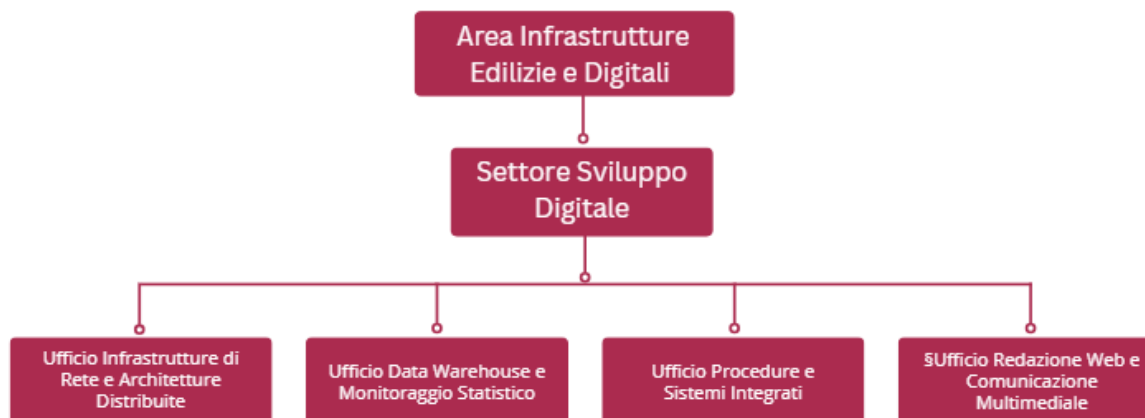 Area Infrastrutture
Edilizie e Digitali
Settore Sviluppo
Digitale
Ufficio Infrastrutture di
Rete e Architetture
Distribuite
Ufficio Data Warehouse e
Monitoraggio Statistico
Ufficio Procedure e
Sistemi Integrati
§Ufficio Redazione Web e
Comunicazione
Multimediale